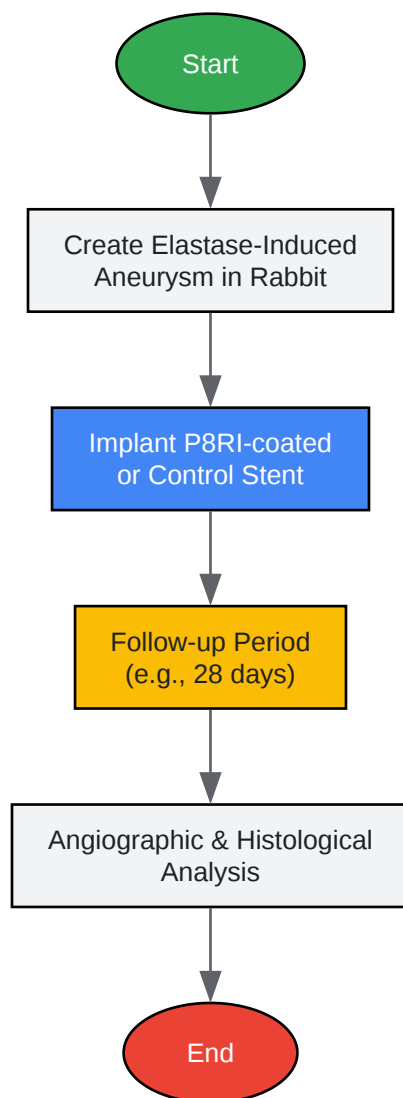 Start
Create Elastase-Induced
Aneurysm in Rabbit
Implant P8RI-coated
or Control Stent
Follow-up Period
(e.g., 28 days)
Angiographic & Histological
Analysis
End